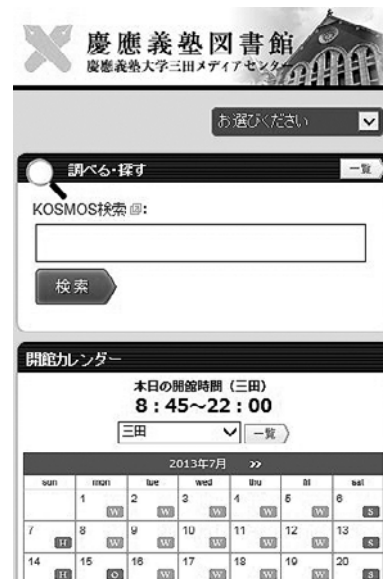 慶應義塾図書館
慶應義塾大学三田メディアセンター
お選びください
調べる・探す
一覧
KOSMOS検索:
検索
開館カレンダー
本日の開館時間（三田）
8：45～22：00
三田
一覧
2013年7月 >>
sun mon tue wed thu fri sat
1 2 3 4 5 6
W W W W W S
7 8 9 10 11 12 13
H W W W W W S
14 15 16 17 18 19 20
H O W W W W S